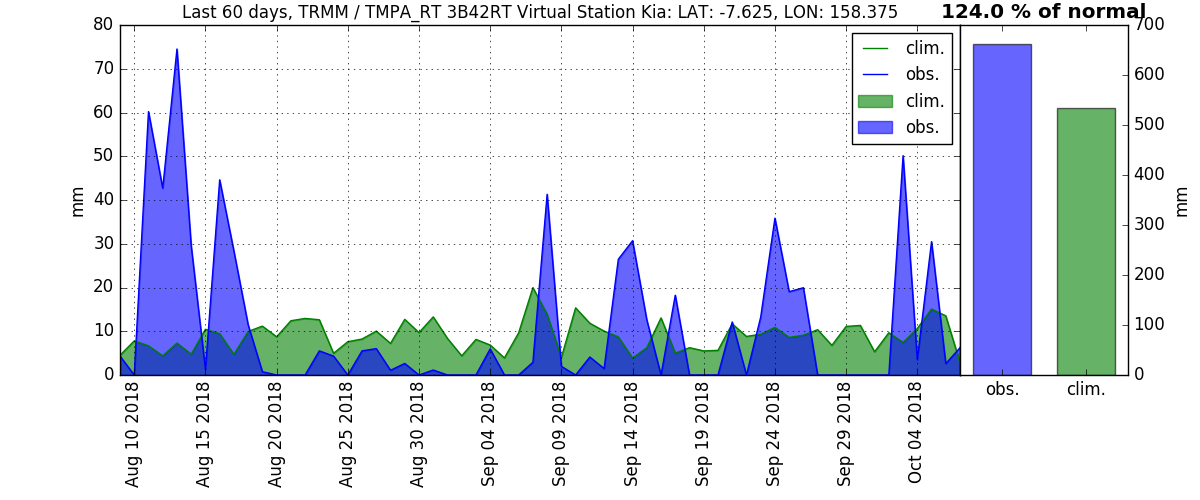 Last 60 days, TRMM / TMPA_RT 3B42RT Virtual Station Kia: LAT: -7.625, LON: 158.375
124.0 % of normal
80
70
60
50
40
30
20
10
0
mm
clim.
obs.
clim.
obs.
700
600
500
400
300
200
100
0
mm
obs.
clim.
Aug 10 2018
Aug 15 2018
Aug 20 2018
Aug 25 2018
Aug 30 2018
Sep 04 2018
Sep 09 2018
Sep 14 2018
Sep 19 2018
Sep 24 2018
Sep 29 2018
Oct 04 2018